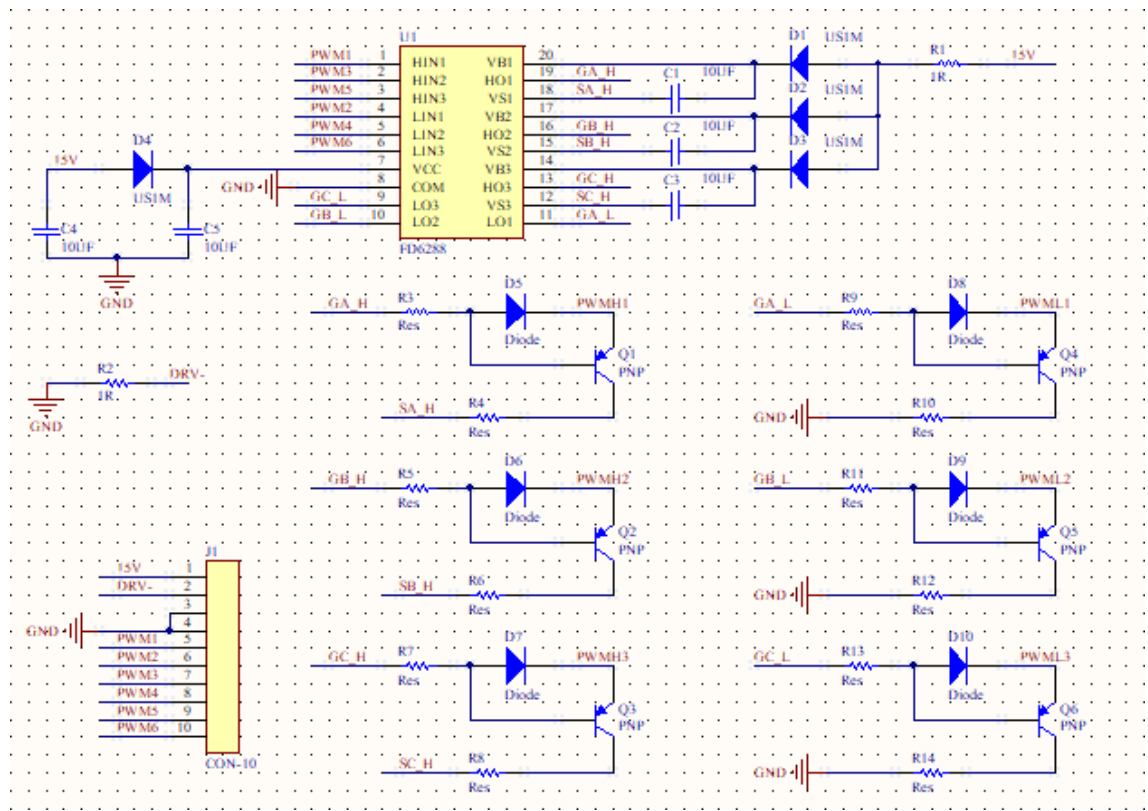 U1
PWM1 1 HIN1 VB1 20
PWM3 2 HIN2 HO1 19 GA_H
PWM5 3 HIN3 VS1 18 SA_H
PWM2 4 LIN1 VB2 17
PWM4 5 LIN2 HO2 16 GB_H
PWM6 6 LIN3 VS2 15 SB_H
7 VCC VB3 14
GND 8 COM HO3 13 GC_H
GC_L 9 LO3 VS3 12 SC_H
GB_L 10 LO2 LO1 11 GA_L
FD6288
D1 US1M
R1
1R
15V
C1 10UF
D2 US1M
C2 10UF
D3 US1M
C3 10UF
D4
15V
US1M
C4
10UF
C5
10UF
GND
R2
1R
DRV-
GND
GA_H R3
Res
D5
Diode
PWMH1
Q1
PNP
SA_H R4
Res
GA_L R9
Res
D8
Diode
PWML1
Q4
PNP
GND R10
Res
GB_H R5
Res
D6
Diode
PWMH2
Q2
PNP
SB_H R6
Res
GB_L R11
Res
D9
Diode
PWML2
Q5
PNP
GND R12
Res
J1
15V 1
DRV- 2
3
GND 4
PWM1 5
PWM2 6
PWM3 7
PWM4 8
PWM5 9
PWM6 10
CON-10
GC_H R7
Res
D7
Diode
PWMH3
Q3
PNP
SC_H R8
Res
GC_L R13
Res
D10
Diode
PWML3
Q6
PNP
GND R14
Res